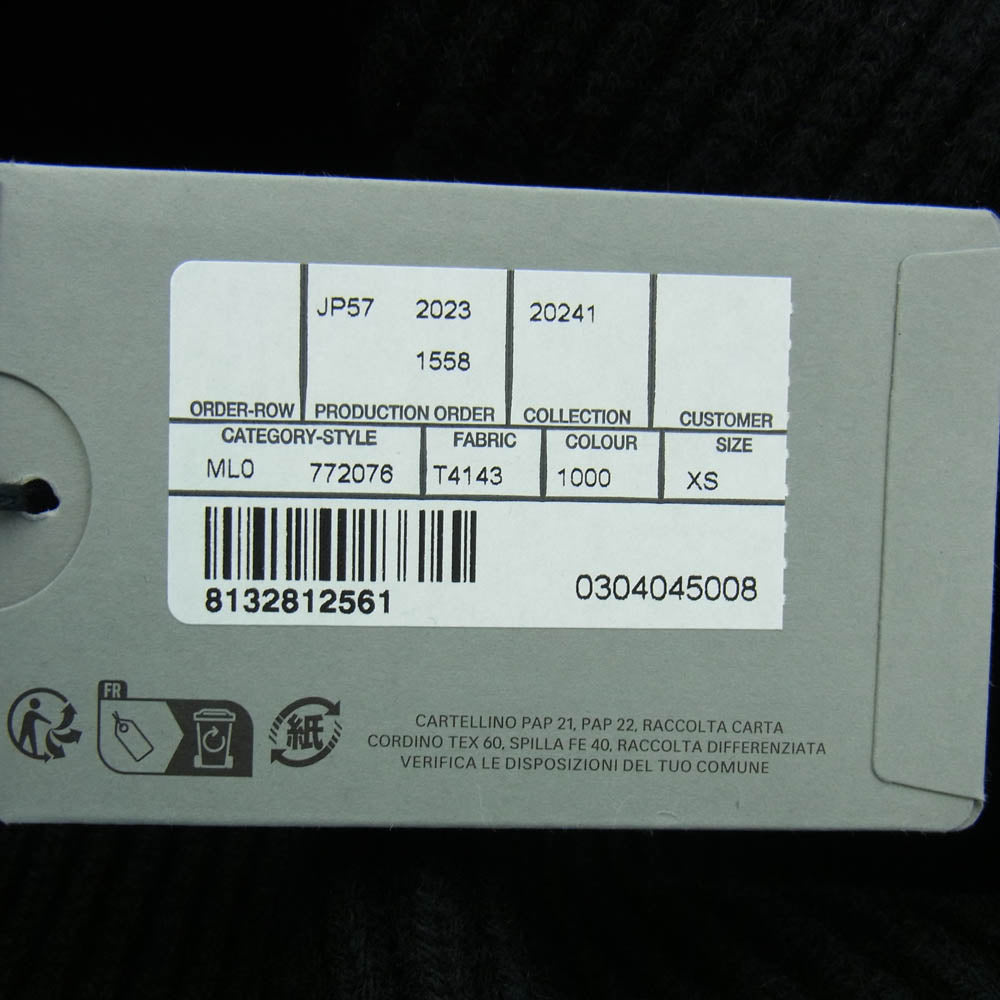 JP57 2023 20241
1558
ORDER-ROW PRODUCTION ORDER COLLECTION CUSTOMER
CATEGORY-STYLE FABRIC COLOUR SIZE
ML0 772076 T4143 1000 XS
8132812561 0304045008
FR
紙
CARTELLINO PAP 21, PAP 22, RACCOLTA CARTA
CORDINO TEX 60, SPILLA FE 40, RACCOLTA DIFFERENZIATA
VERIFICA LE DISPOSIZIONI DEL TUO COMUNE